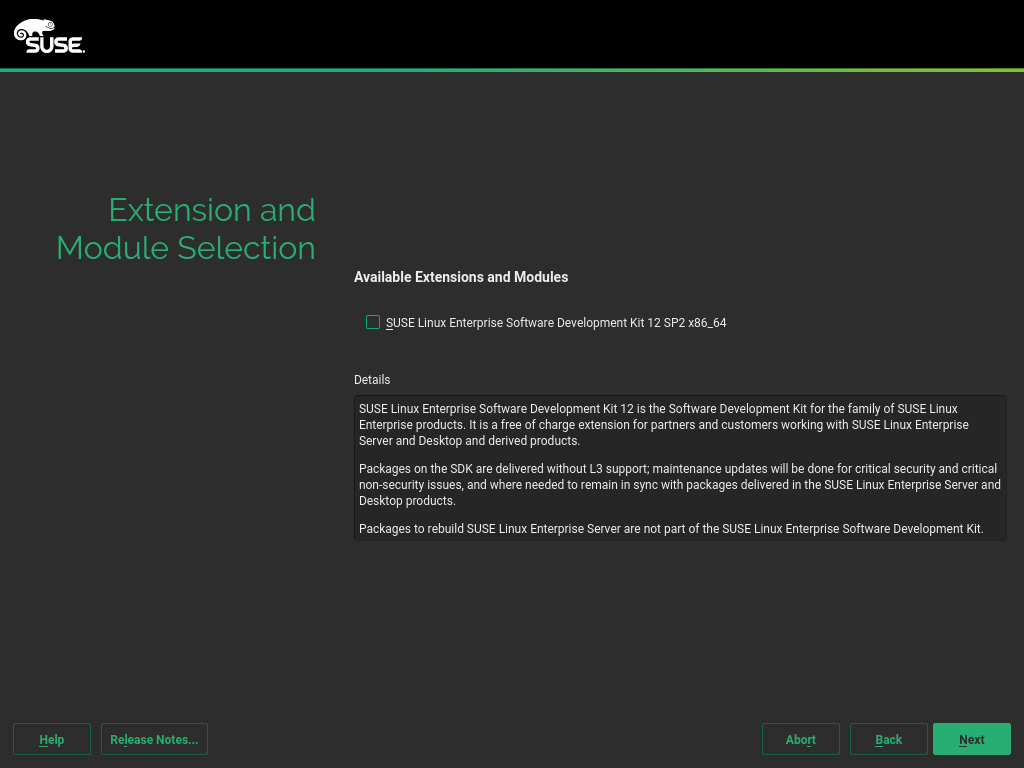 SUSE.
Extension and
Module Selection
Available Extensions and Modules
SUSE Linux Enterprise Software Development Kit 12 SP2 x86_64
Details
SUSE Linux Enterprise Software Development Kit 12 is the Software Development Kit for the family of SUSE Linux
Enterprise products. It is a free of charge extension for partners and customers working with SUSE Linux Enterprise
Server and Desktop and derived products.
Packages on the SDK are delivered without L3 support; maintenance updates will be done for critical security and critical
non-security issues, and where needed to remain in sync with packages delivered in the SUSE Linux Enterprise Server and
Desktop products.
Packages to rebuild SUSE Linux Enterprise Server are not part of the SUSE Linux Enterprise Software Development Kit.
Help Release Notes... Abort Back Next